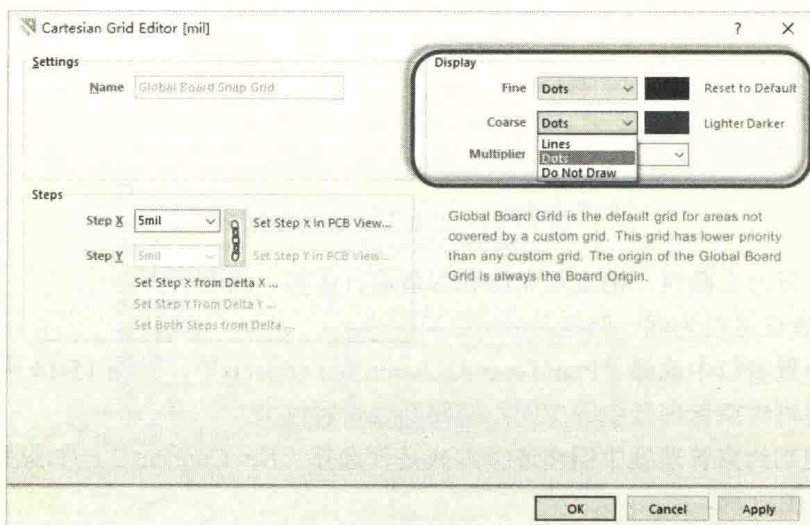 Cartesian Grid Editor [mil]
? ×
Settings
Name Global Board Snap Grid
Display
Fine Dots Reset to Default
Coarse Dots Lighter Darker
Multiplier
Lines
Dots
Do Not Draw
Steps
Step X 5mil Set Step X in PCB View...
Step Y 5mil Set Step Y in PCB View...
Set Step X from Delta X ...
Set Step Y from Delta Y ...
Set Both Steps from Delta ...
Global Board Grid is the default grid for areas not
covered by a custom grid. This grid has lower priority
than any custom grid. The origin of the Global Board
Grid is always the Board Origin.
OK Cancel Apply